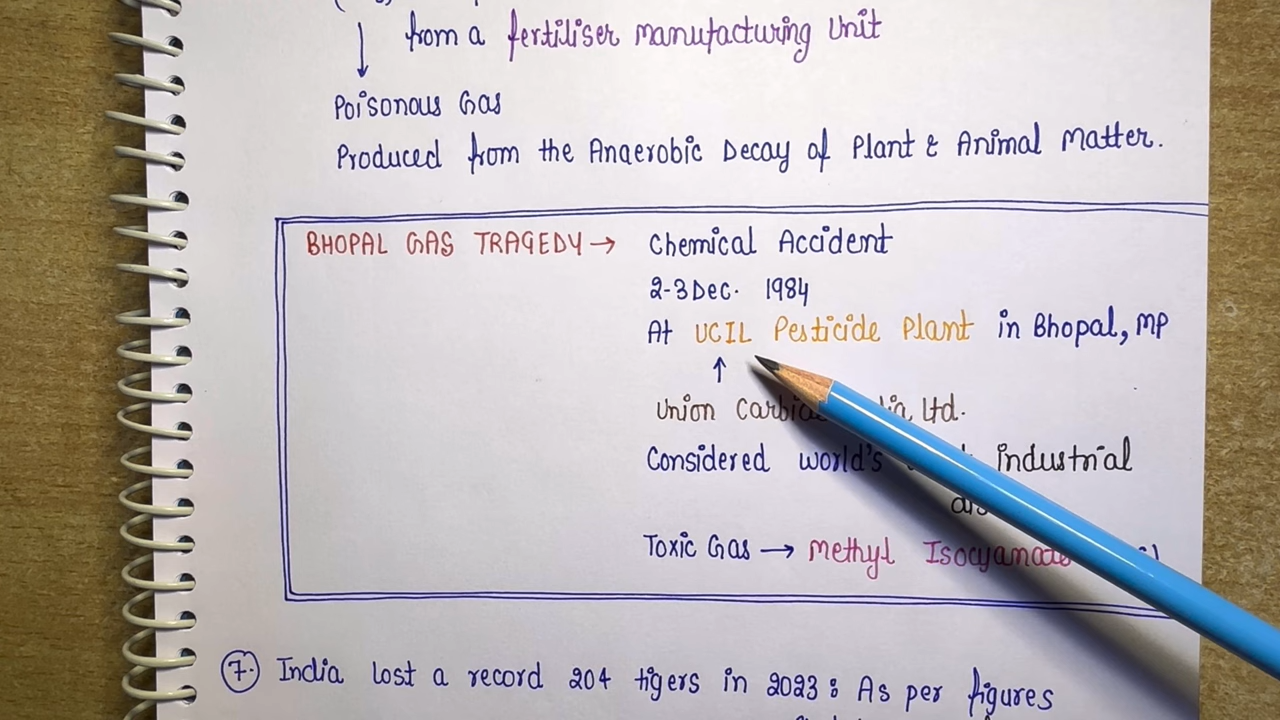 from a fertiliser manufacturing Unit
Poisonous Gas
Produced from the Anaerobic Decay of Plant & Animal Matter.
BHOPAL GAS TRAGEDY → Chemical Accident
2-3 Dec. 1984
At UCIL Pesticide Plant in Bhopal, MP
↑
Union Ltd.
Considered world's industrial
Toxic Gas → Methyl Isocyanate
7. India lost a record 204 tigers in 2023: As per figures